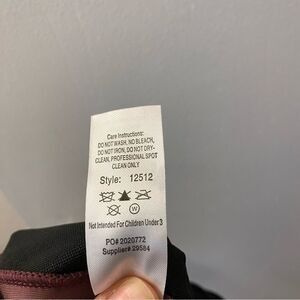 Care Instructions:
DO NOT WASH, NO BLEACH,
DO NOT IRON, DO NOT DRY-
CLEAN, PROFESSIONAL SPOT
CLEAN ONLY
Style: 12512
W
Not Intended For Children Under 3
PO# 2020772
Supplier# 29584